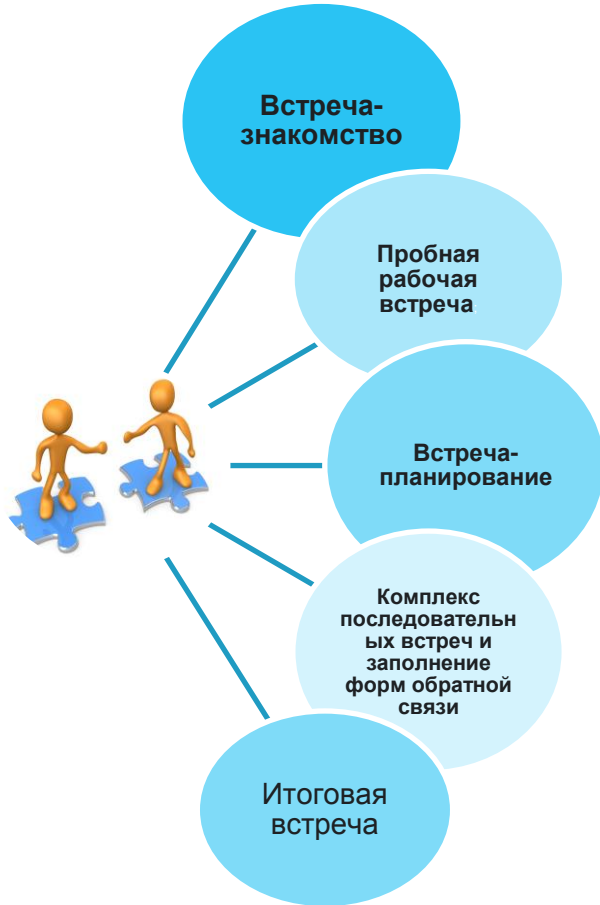 Встреча-
знакомство
Пробная
рабочая
встреча
Встреча-
планирование
Комплекс
последовательн
ых встреч и
заполнение
форм обратной
связи
Итоговая
встреча